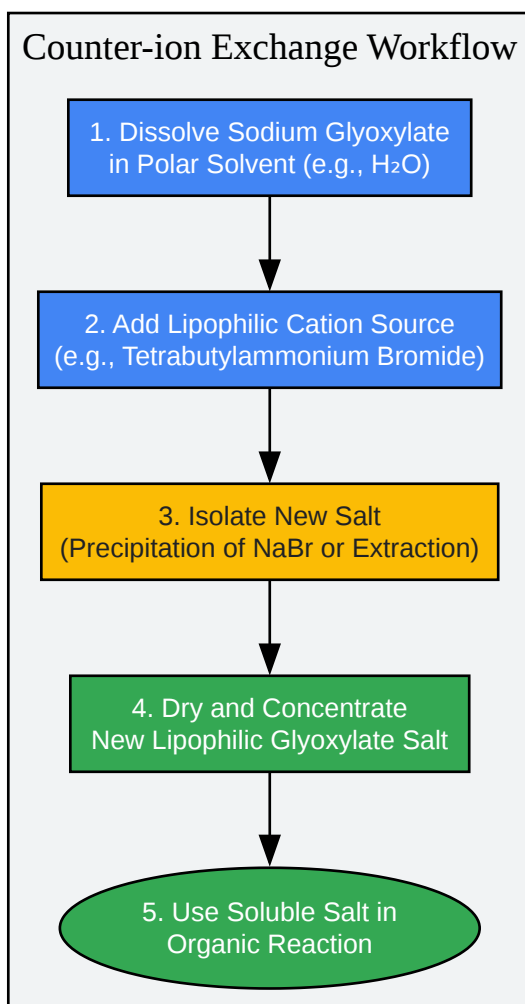 Counter-ion Exchange Workflow
1. Dissolve Sodium Glyoxylate
in Polar Solvent (e.g., H₂O)
2. Add Lipophilic Cation Source
(e.g., Tetrabutylammonium Bromide)
3. Isolate New Salt
(Precipitation of NaBr or Extraction)
4. Dry and Concentrate
New Lipophilic Glyoxylate Salt
5. Use Soluble Salt in
Organic Reaction